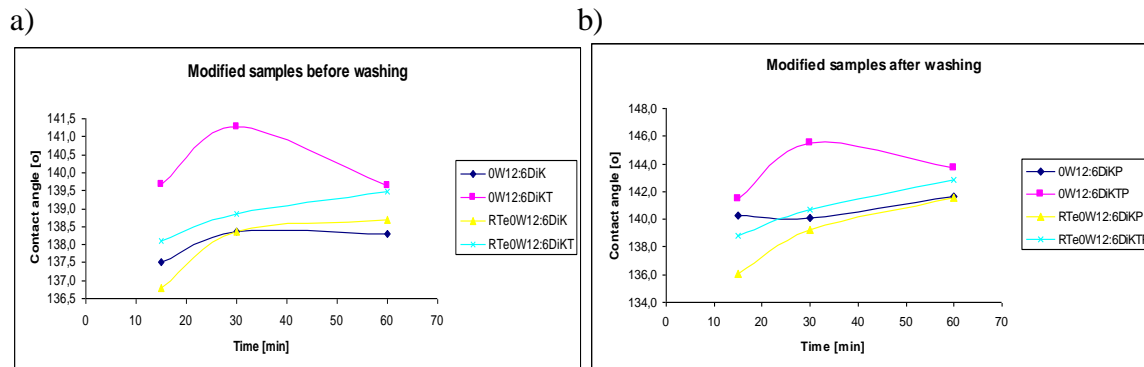 a)
Modified samples before washing
Contact angle [o]
141,5
141,0
140,5
140,0
139,5
139,0
138,5
138,0
137,5
137,0
136,5
0 10 20 30 40 50 60 70
Time [min]
0W12:6DiK
0W12:6DiKT
RTe0W12:6DiK
RTe0W12:6DiKT
b)
Modified samples after washing
Contact angle [o]
148,0
146,0
144,0
142,0
140,0
138,0
136,0
134,0
0 10 20 30 40 50 60 70
Time [min]
0W12:6DiKP
0W12:6DiKTP
RTe0W12:6DiKP
RTe0W12:6DiKTP